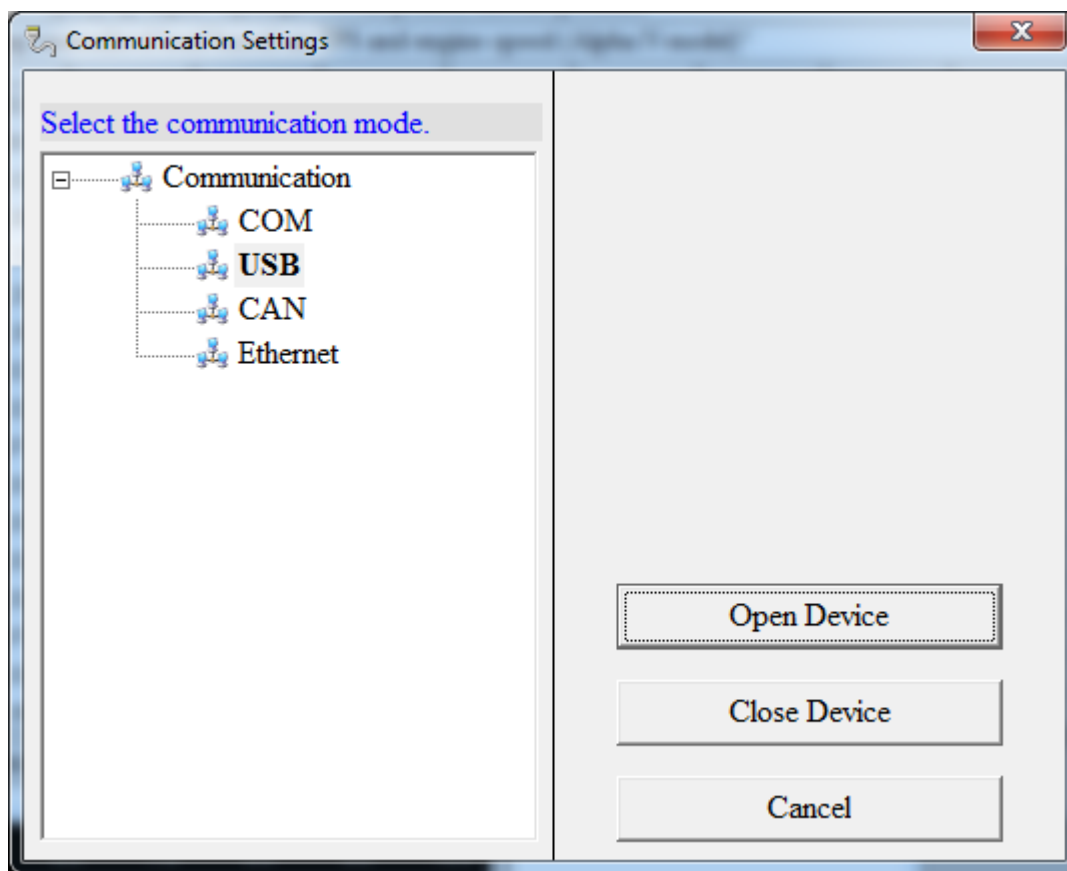 Communication Settings
Select the communication mode.
Communication
COM
USB
CAN
Ethernet
Open Device
Close Device
Cancel